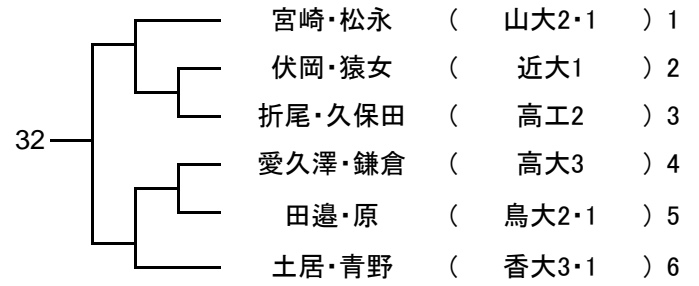 宮崎・松永 ( 山大2・1 ) 1
伏岡・猿女 ( 近大1 ) 2
32
折尾・久保田 ( 高工2 ) 3
愛久澤・鎌倉 ( 高大3 ) 4
田邉・原 ( 鳥大2・1 ) 5
土居・青野 ( 香大3・1 ) 6